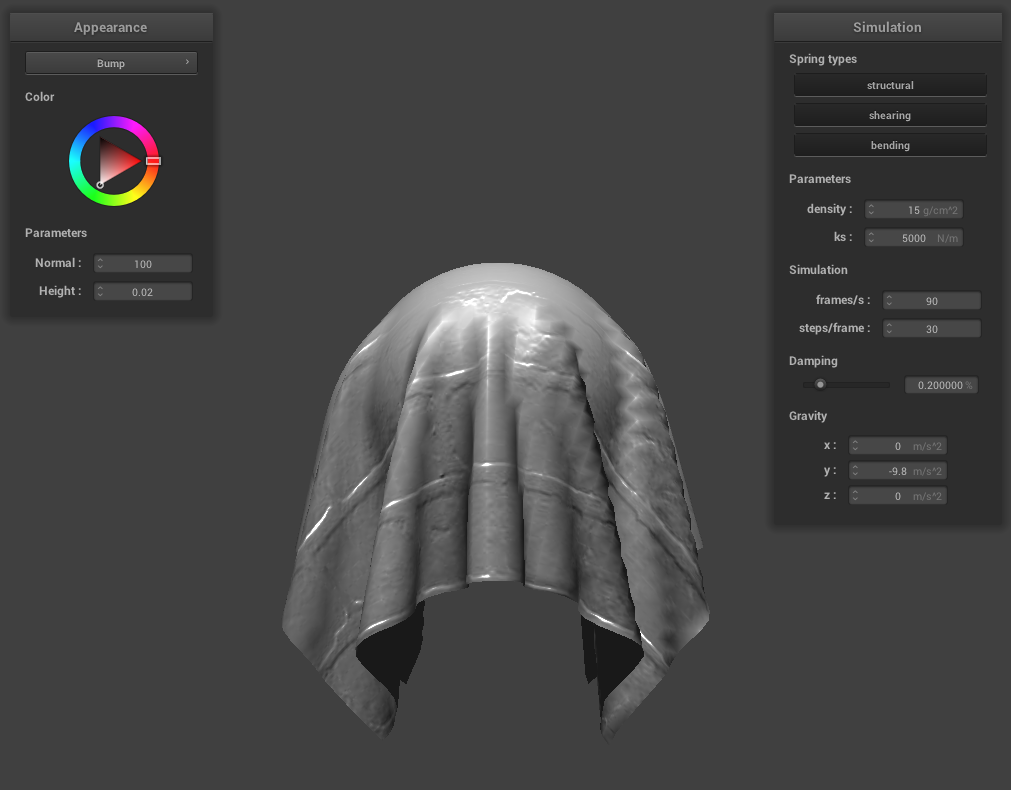 Appearance
Bump
Color
Parameters
Normal : 100
Height : 0.02
Simulation
Spring types
structural
shearing
bending
Parameters
density : 15 g/cm^2
ks : 5000 N/m
Simulation
frames/s : 90
steps/frame : 30
Damping
0.200000 %
Gravity
x : 0 m/s^2
y : -9.8 m/s^2
z : 0 m/s^2